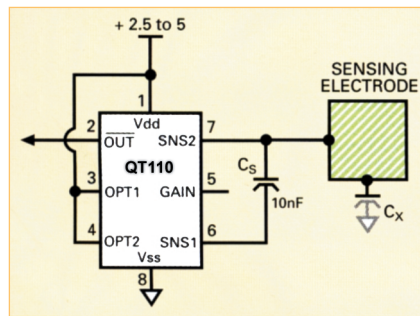 + 2.5 to 5
SENSING
ELECTRODE
1
Vdd
2
7
OUT
SNS2
QT110
Cs
3
5
OPT1
GAIN
10nF
Cx
4
6
OPT2
SNS1
Vss
8